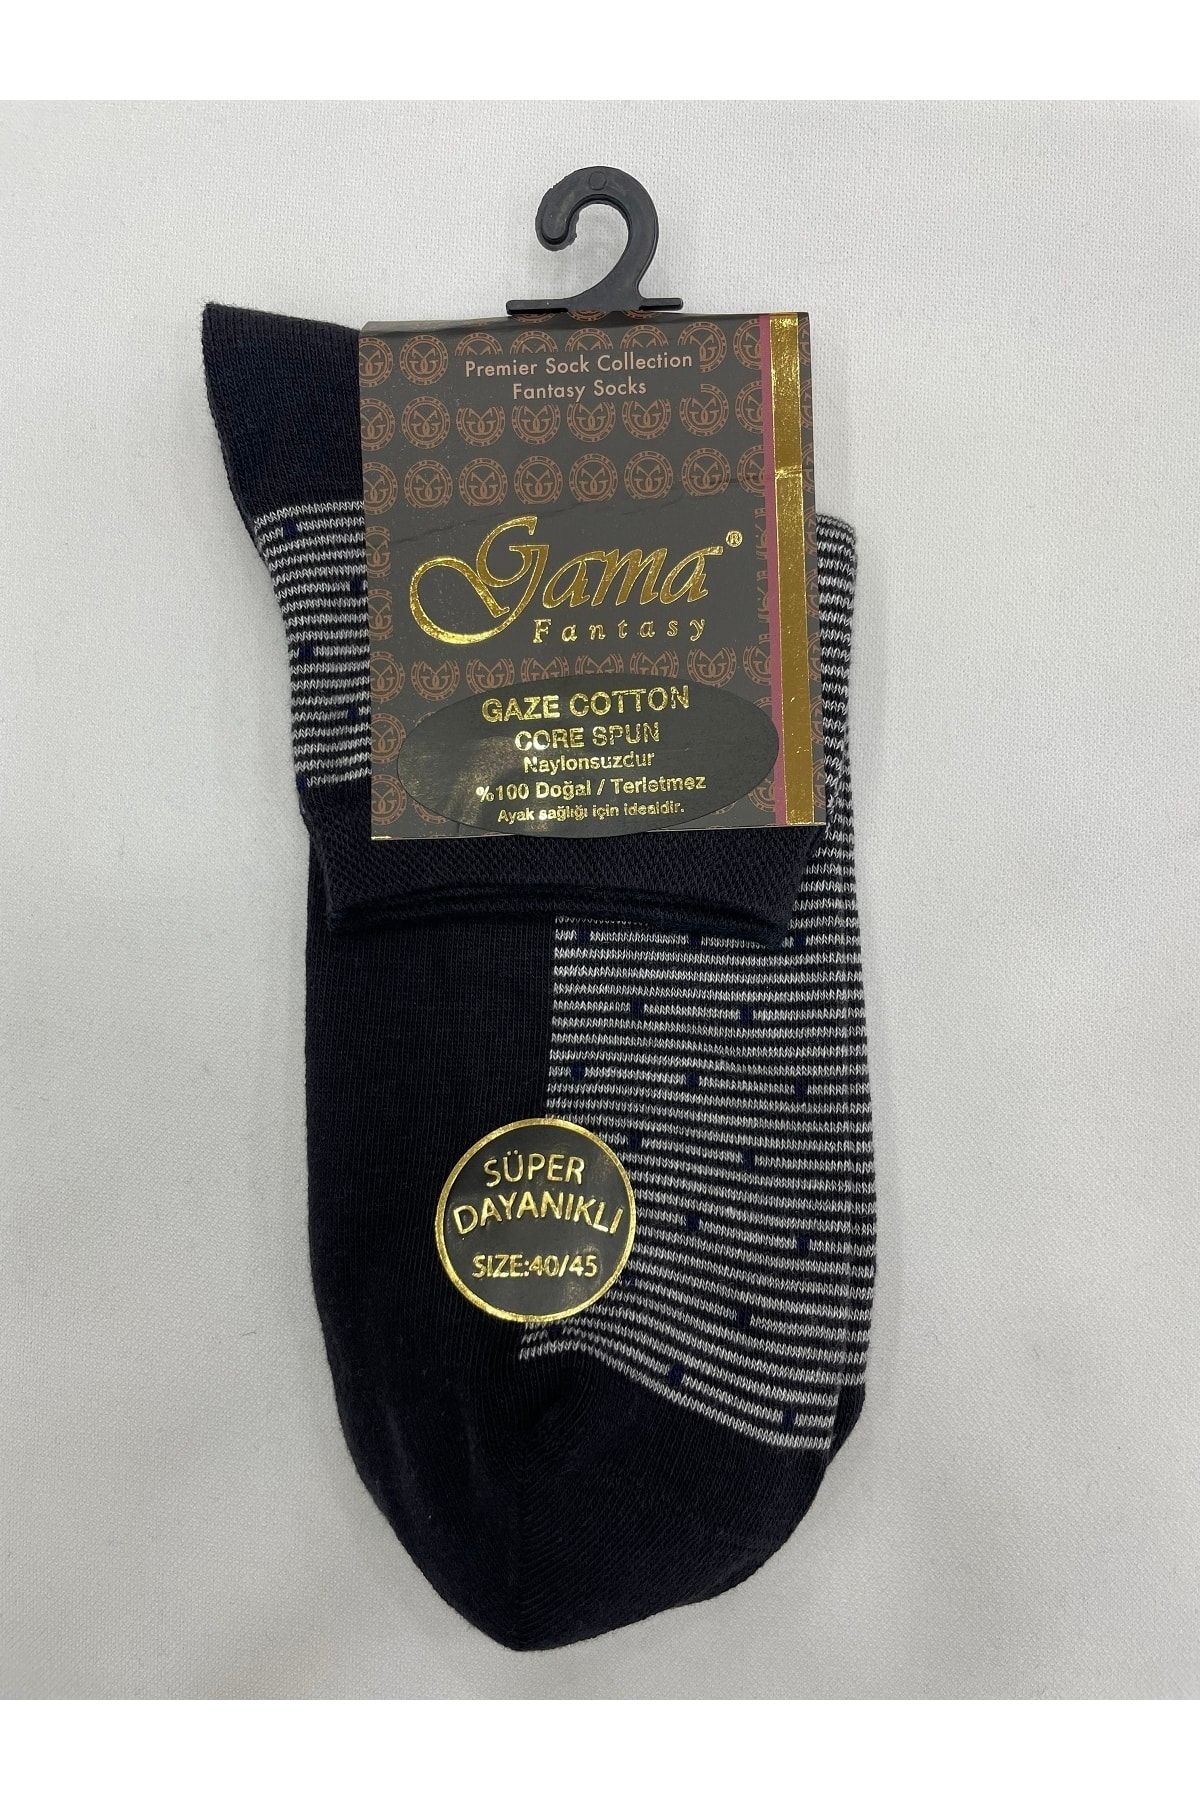 Premier Sock Collection
Fantasy Socks
Gama®
Fantasy
GAZE COTTON
CORE SPUN
Naylonsuzdur
%100 Doğal / Terletmez
Ayak sağlığı için idealdir.
SÜPER
DAYANIKLI
SIZE:40/45